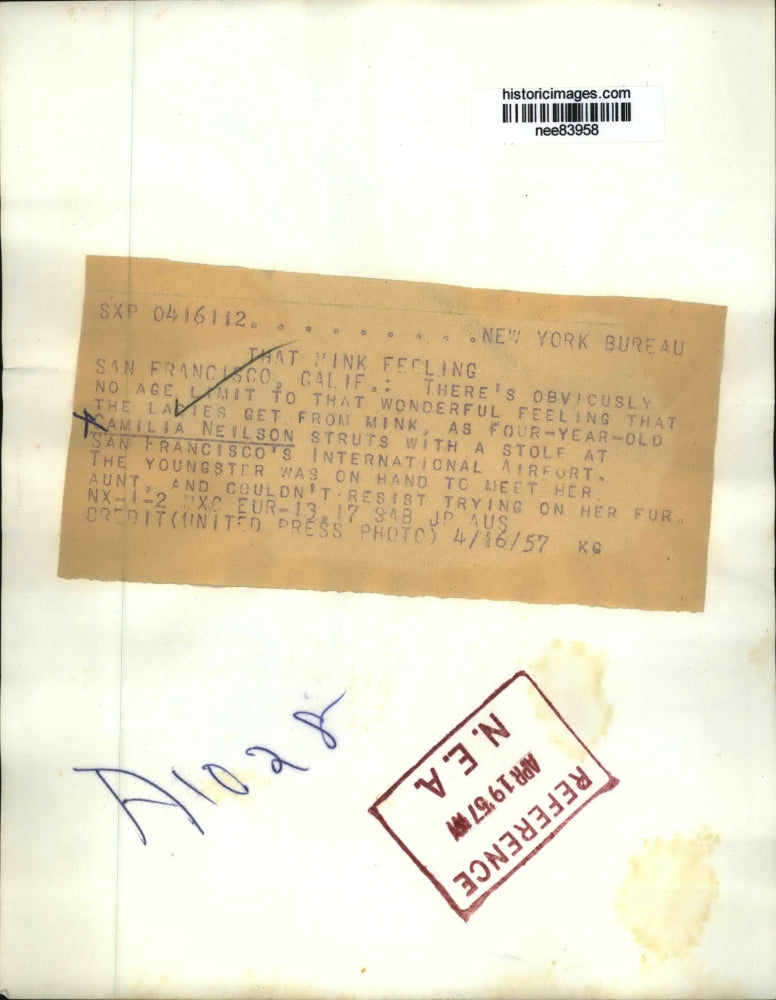 historicimages.com
nee83958
SXP 0416112. . . . . . . . . .NEW YORK BUREAU
THAT MINK FEELING
SAN FRANCISCO, CALIF.: THERE'S OBVIOUSLY
NO AGE LIMIT TO THAT WONDERFUL FEELING THAT
THE LADIES GET FROM MINK, AS FOUR-YEAR-OLD
CAMILIA NEILSON STRUTS WITH A STOLE AT
SAN FRANCISCO'S INTERNATIONAL AIRPORT.
THE YOUNGSTER WAS ON HAND TO MEET HER
AUNT, AND COULDN'T RESIST TRYING ON HER FUR.
NX-1-2 UXC EUR-13,17 SAB JP AUS
CREDIT (UNITED PRESS PHOTO) 4/16/57 KG
A1028
REFERENCE
APR 19 '57
N. E. A.